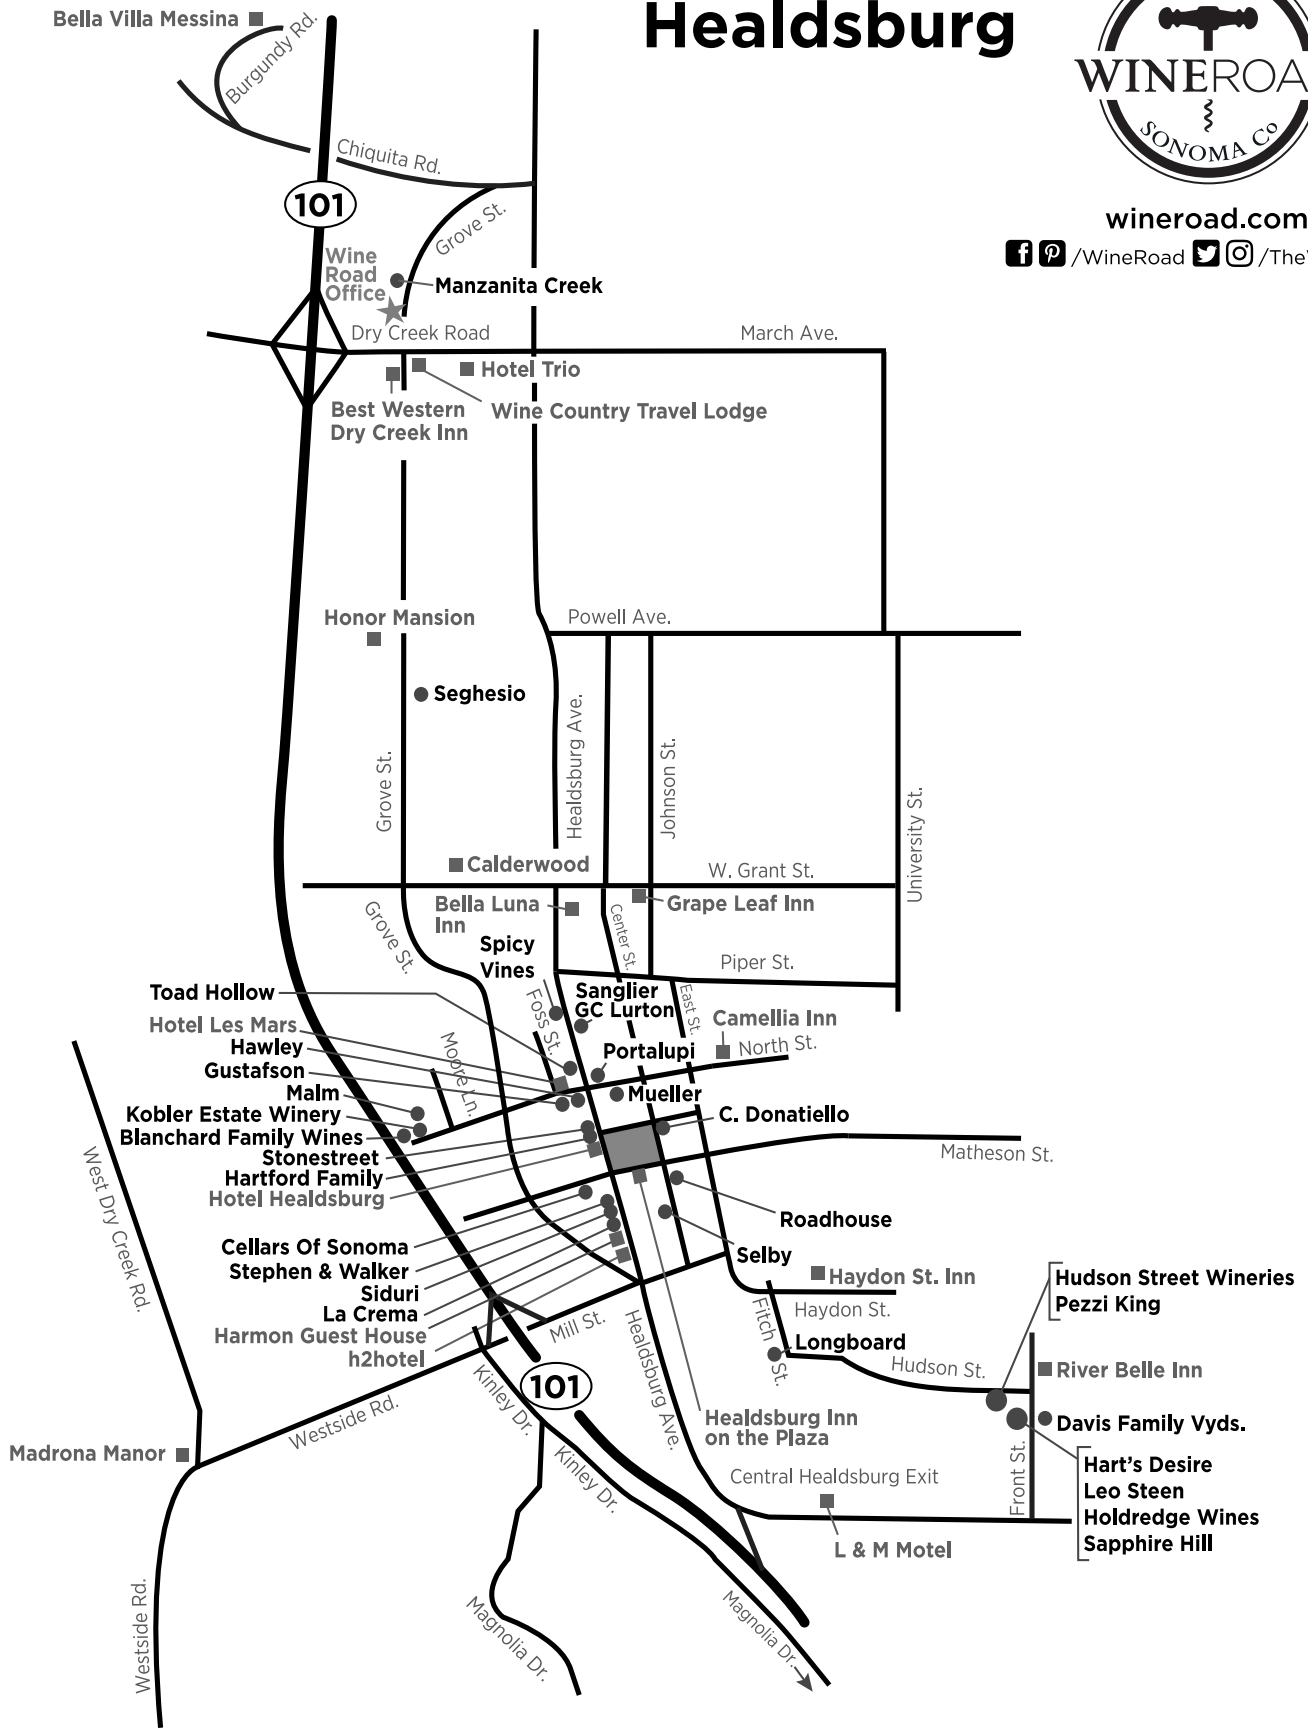 Healdsburg
WINEROA
SONOMA Co
wineroad.com
/WineRoad
/The
Bella Villa Messina
Burgundy Rd.
Chiquita Rd.
101
Grove St.
Wine
Road
Office
Manzanita Creek
Dry Creek Road
March Ave.
Hotel Trio
Best Western
Dry Creek Inn
Wine Country Travel Lodge
Honor Mansion
Powell Ave.
Seghesio
Grove St.
Healdsburg Ave.
Johnson St.
University St.
Calderwood
W. Grant St.
Bella Luna
Inn
Grape Leaf Inn
Grove St.
Center St.
Spicy
Vines
Piper St.
Toad Hollow
Foss St.
Sanglier
GC Lurton
East St.
Camellia Inn
Hotel Les Mars
Hawley
Moore Ln.
Portalupi
North St.
Gustafson
Malm
Mueller
Kobler Estate Winery
C. Donatiello
Blanchard Family Wines
Stonestreet
Matheson St.
Hartford Family
Hotel Healdsburg
West Dry Creek Rd.
Roadhouse
Cellars Of Sonoma
Selby
Stephen & Walker
Siduri
Haydon St. Inn
Hudson Street Wineries
Pezzi King
La Crema
Haydon St.
Harmon Guest House
h2hotel
Mill St.
Healdsburg Ave.
Fitch
St.
Longboard
Hudson St.
River Belle Inn
101
Kinley Dr.
Westside Rd.
Healdsburg Inn
on the Plaza
Davis Family Vyds.
Madrona Manor
Kinley Dr.
Central Healdsburg Exit
Front St.
Hart's Desire
Leo Steen
Holdredge Wines
Sapphire Hill
L & M Motel
Westside Rd.
Magnolia Dr.
Magnolia Dr.